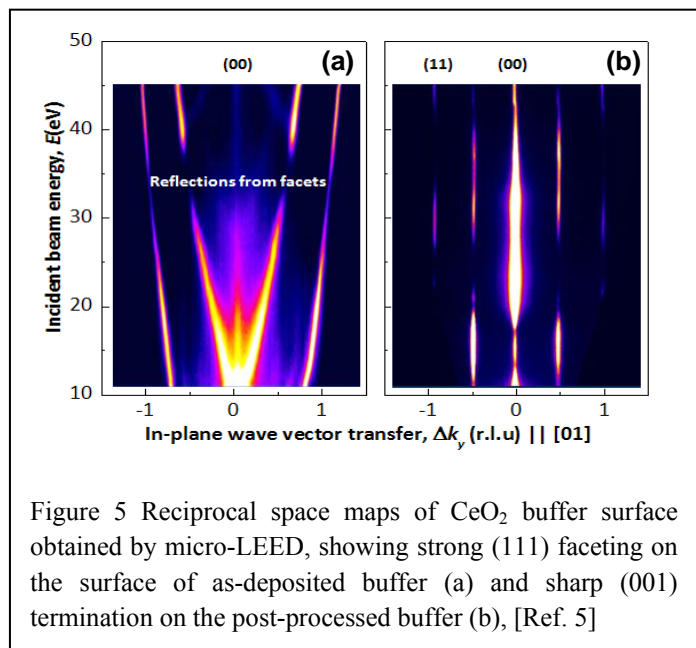 50
(00)
(a)
(11)
(00)
(b)
40
Reflections from facets
30
20
10
Incident beam energy, E(eV)
-1
0
1
-1
0
1
In-plane wave vector transfer, Δk_y (r.l.u) || [01]
Figure 5 Reciprocal space maps of CeO₂ buffer surface
obtained by micro-LEED, showing strong (111) faceting on
the surface of as-deposited buffer (a) and sharp (001)
termination on the post-processed buffer (b), [Ref. 5]